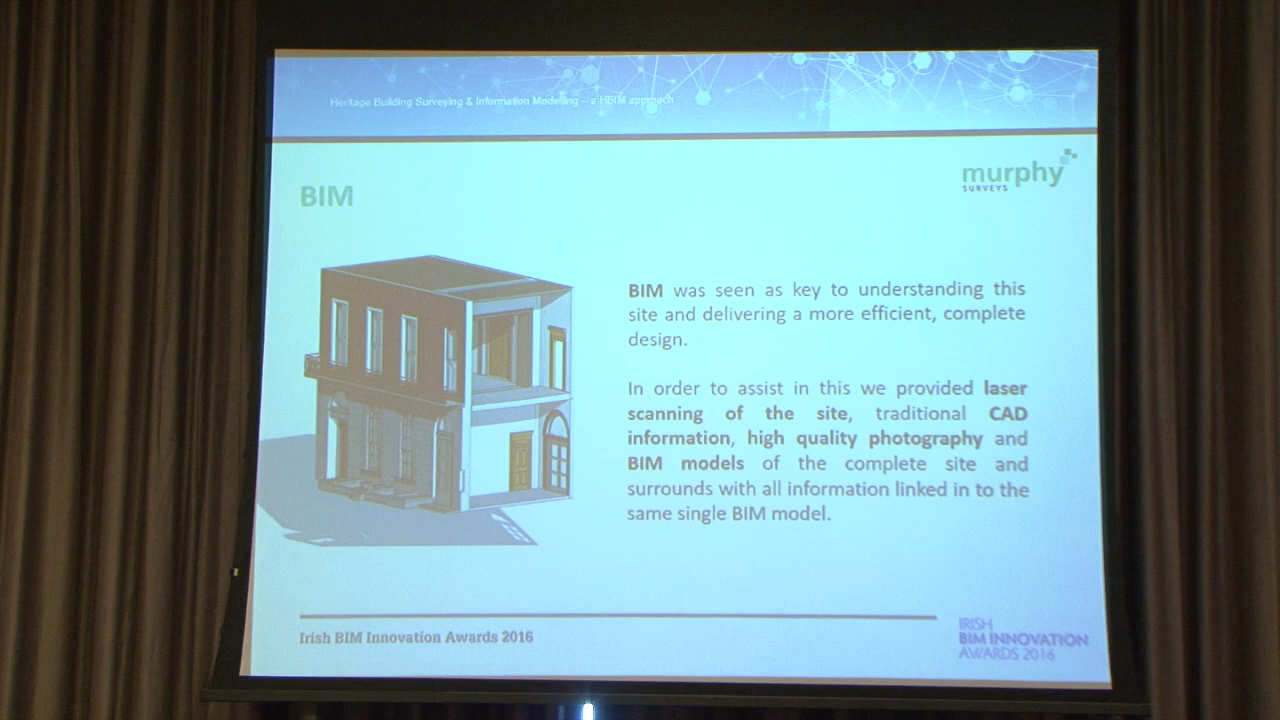 Heritage Building Surveying & Information Modelling – a HBIM approach
murphy
SURVEYS
BIM
BIM was seen as key to understanding this
site and delivering a more efficient, complete
design.
In order to assist in this we provided laser
scanning of the site, traditional CAD
information, high quality photography and
BIM models of the complete site and
surrounds with all information linked in to the
same single BIM model.
Irish BIM Innovation Awards 2016
IRISH
BIM INNOVATION
AWARDS 2016